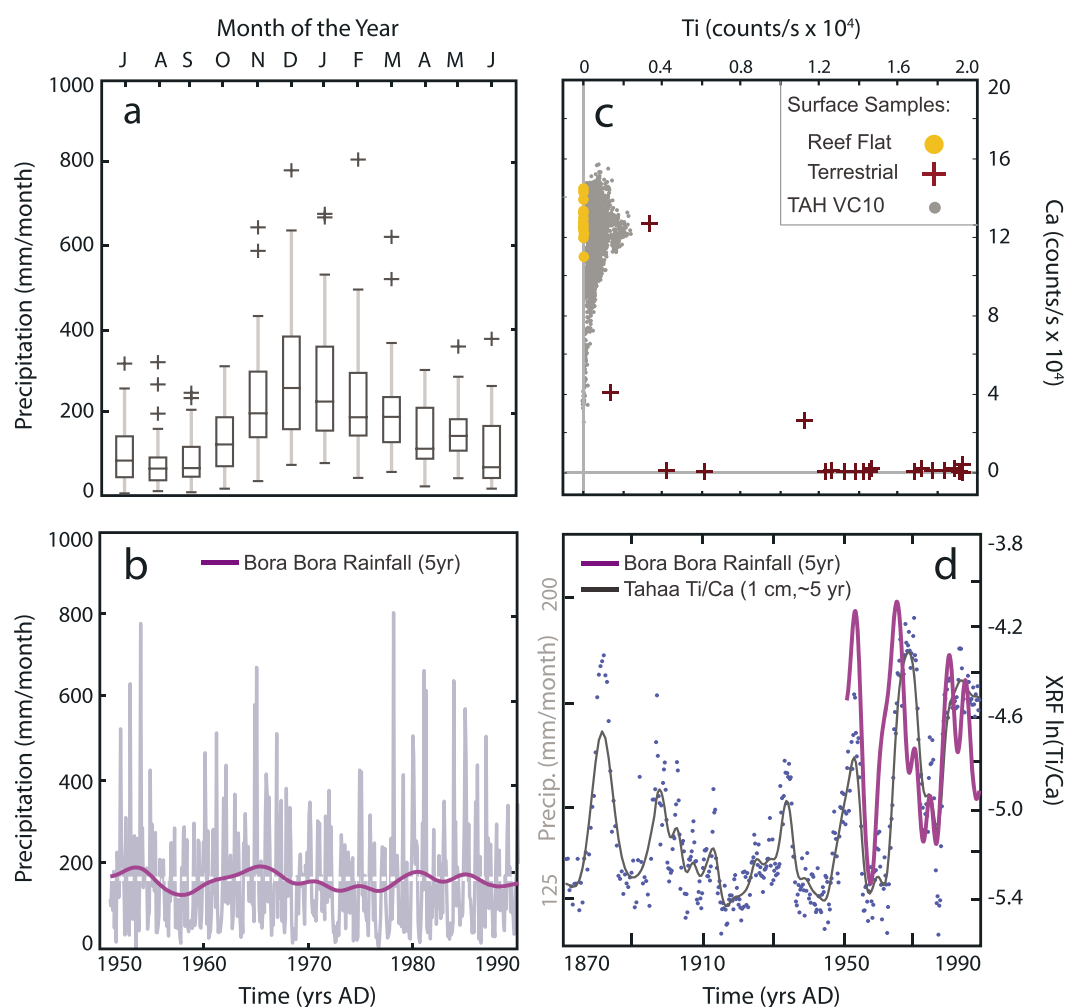 Month of the Year
J A S O N D J F M A M J
a
Precipitation (mm/month)
1000
800
600
400
200
0
Ti (counts/s x 10⁴)
0 0.4 0.8 1.2 1.6 2.0
c
Surface Samples:
Reef Flat
Terrestrial
TAH VC10
20
16
12
8
4
0
Ca (counts/s x 10⁴)
b
Bora Bora Rainfall (5yr)
Precipitation (mm/month)
1000
800
600
400
200
0
1950 1960 1970 1980 1990
Time (yrs AD)
d
Bora Bora Rainfall (5yr)
Tahaa Ti/Ca (1 cm,~5 yr)
Precip. (mm/month)
200
125
-3.8
-4.2
-4.6
-5.0
-5.4
XRF ln(Ti/Ca)
1870 1910 1950 1990
Time (yrs AD)